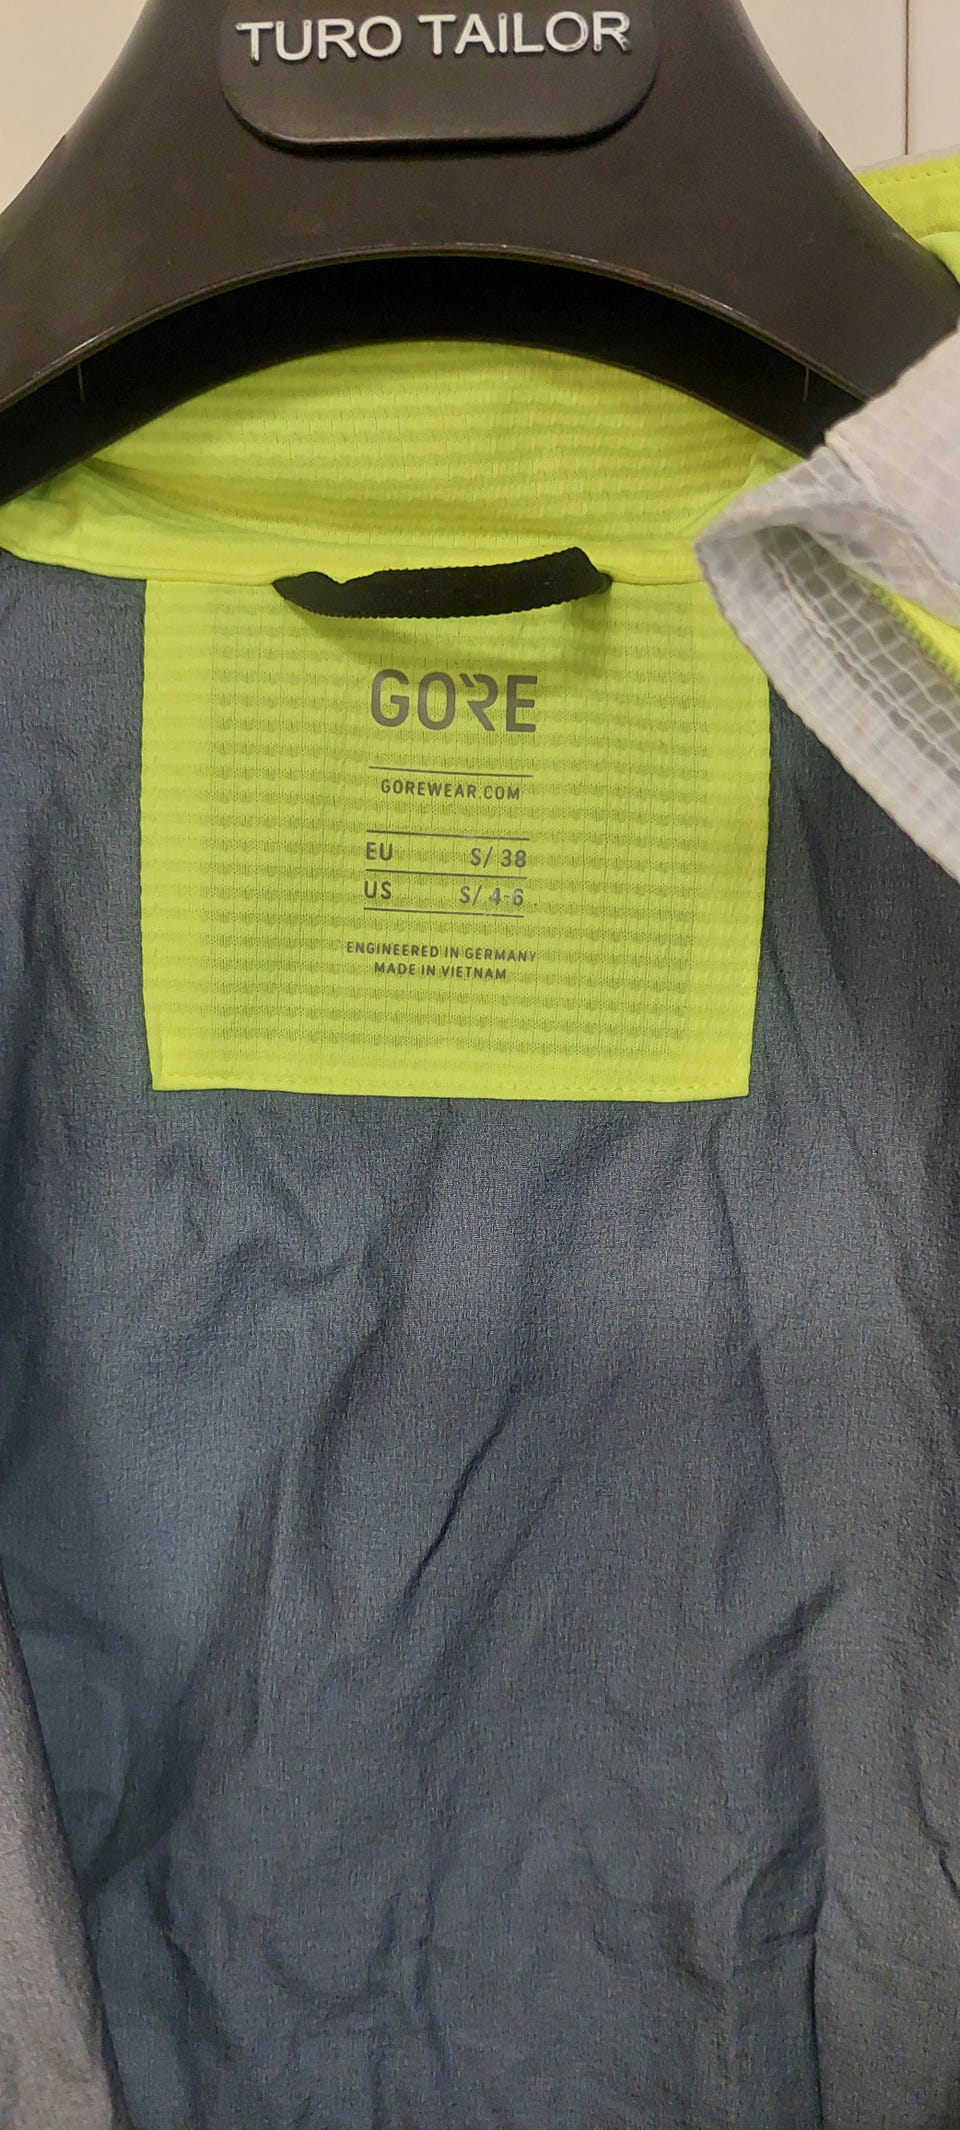 TURO TAILOR
GORE
GOREWEAR.COM
EU S/ 38
US S/ 4-6
ENGINEERED IN GERMANY
MADE IN VIETNAM